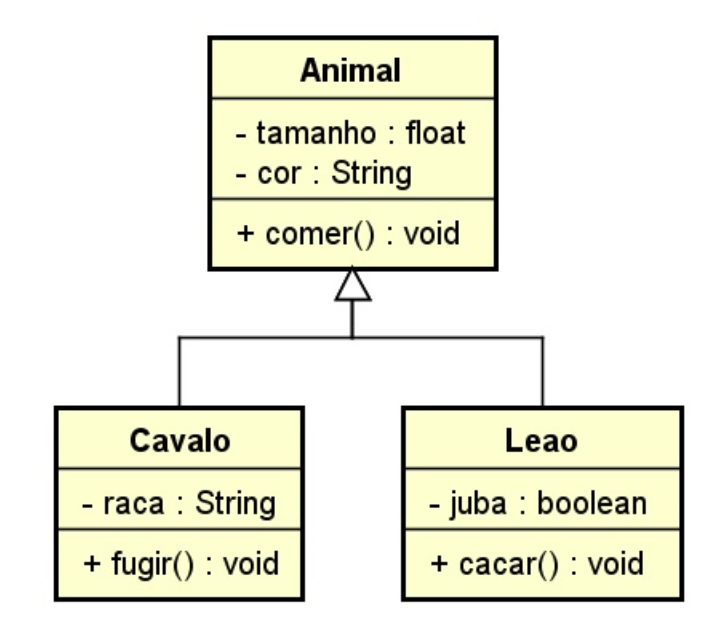 Animal
- tamanho : float
- cor : String
+ comer() : void
Cavalo
- raca : String
+ fugir() : void
Leao
- juba : boolean
+ cacar() : void